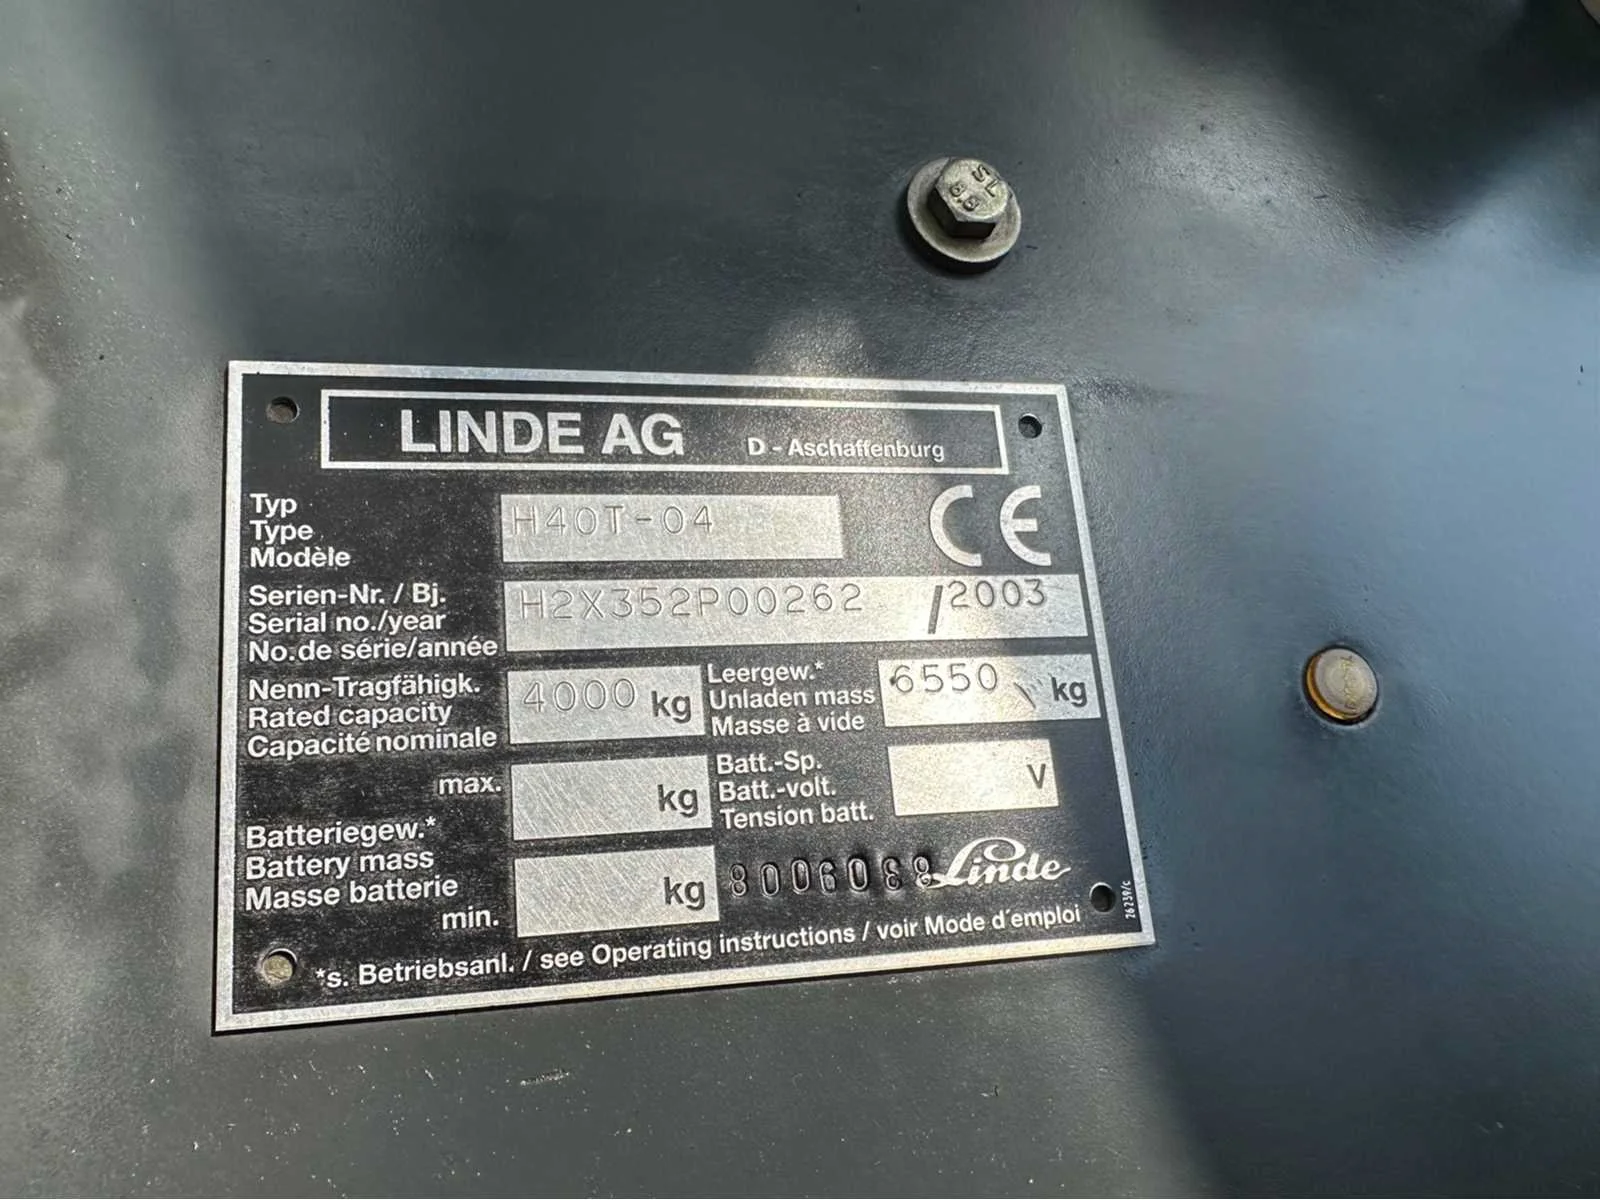 8.8
LINDE AG D - Aschaffenburg
Typ
Type
Modèle
H40T-04
CE
Serien-Nr. / Bj.
Serial no./year
No.de série/année
H2X352P00262 / 2003
Nenn-Tragfähigk.
Rated capacity
Capacité nominale
4000 kg
Leergew.*
Unladen mass
Masse à vide
6550 kg
max.
kg
Batt.-Sp.
Batt.-volt.
Tension batt.
V
Batteriegew.*
Battery mass
Masse batterie
min.
kg
Linde
26239/c
*s. Betriebsanl. / see Operating instructions / voir Mode d'emploi